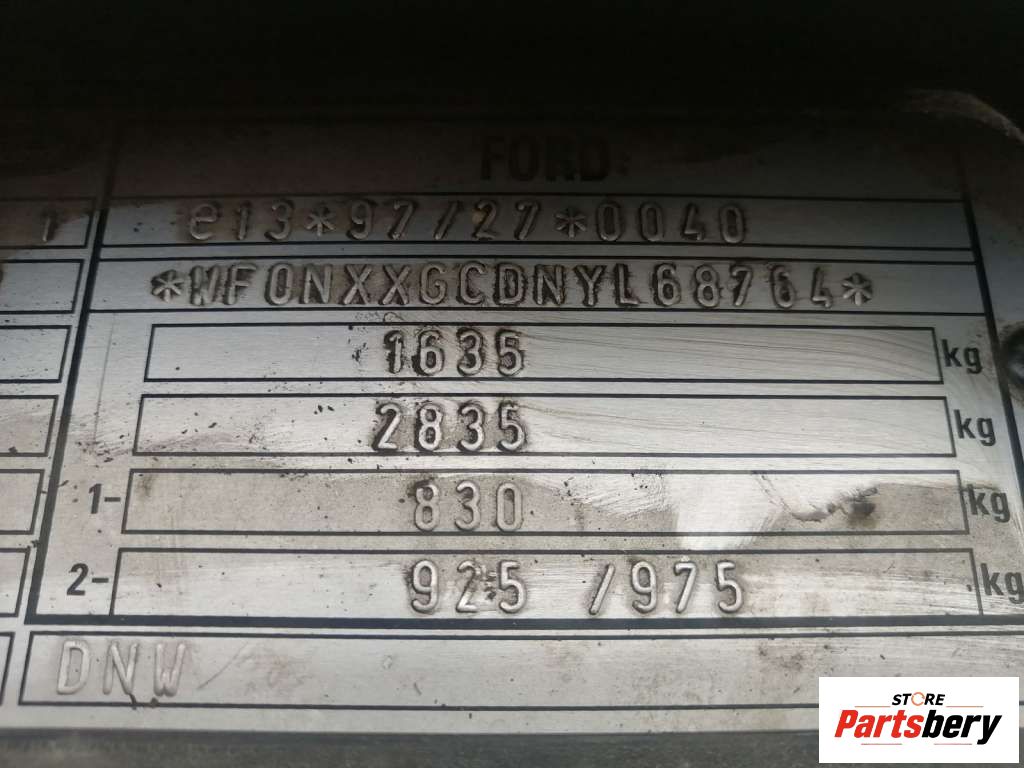 FORD
1
e13*97/27*0040
*WF0NXXGCDNYL68764*
1635 kg
2835 kg
1- 830 kg
2- 925 /975 kg
DNW
STORE
Partsbery